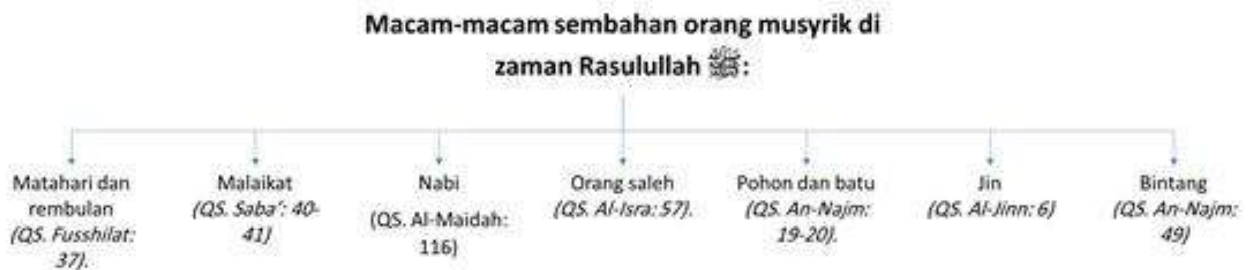 Macam-macam sembahan orang musyrik di
zaman Rasulullah ﷺ:
Matahari dan
rembulan
(QS. Fusshilat:
37).
Malaikat
(QS. Saba': 40-
41)
Nabi
(QS. Al-Maidah:
116)
Orang saleh
(QS. Al-Isra: 57).
Pohon dan batu
(QS. An-Najm:
19-20).
Jin
(QS. Al-Jinn: 6)
Bintang
(QS. An-Najm:
49)